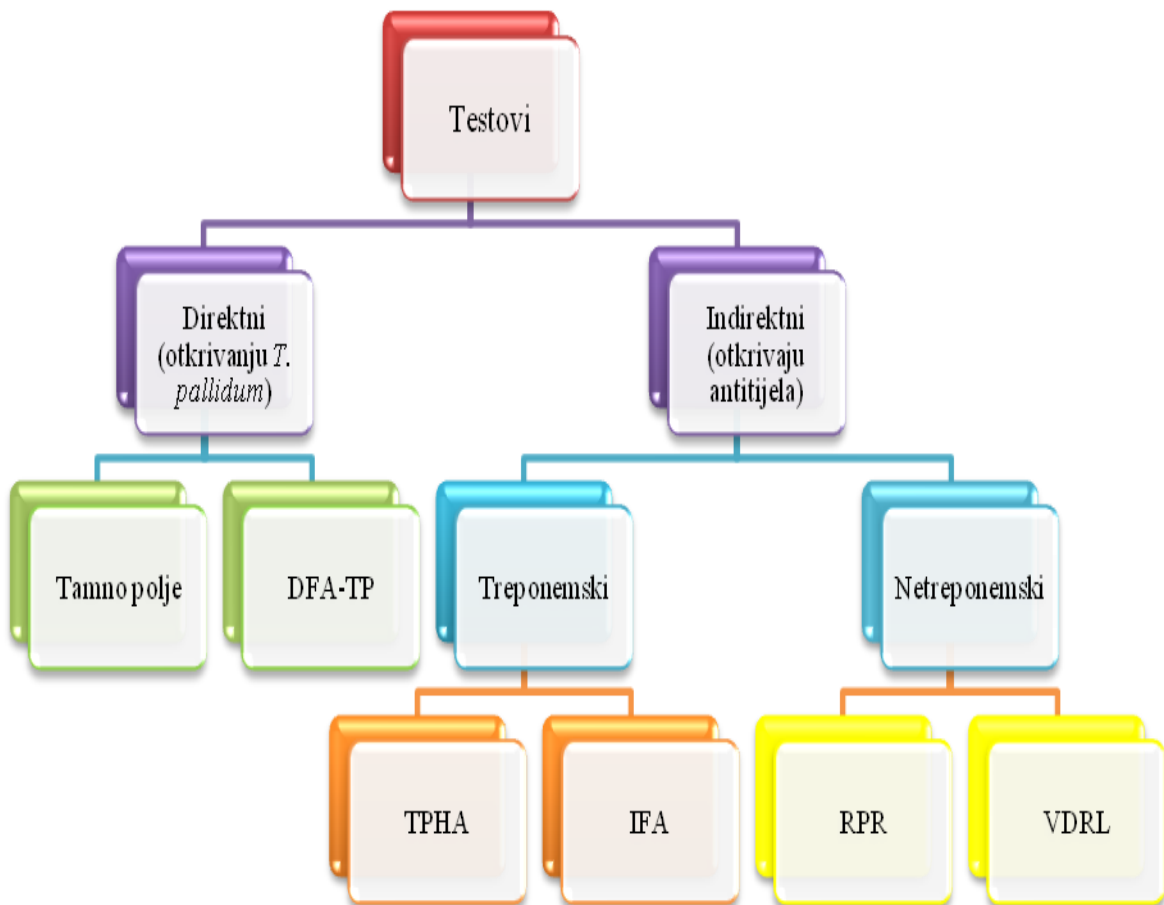 Testovi
Direktni
(otkrivanju T.
pallidum)
Indirektni
(otkrivaju
antitijela)
Tamno polje
DFA-TP
Treponemski
Netreponemski
TPHA
IFA
RPR
VDRL